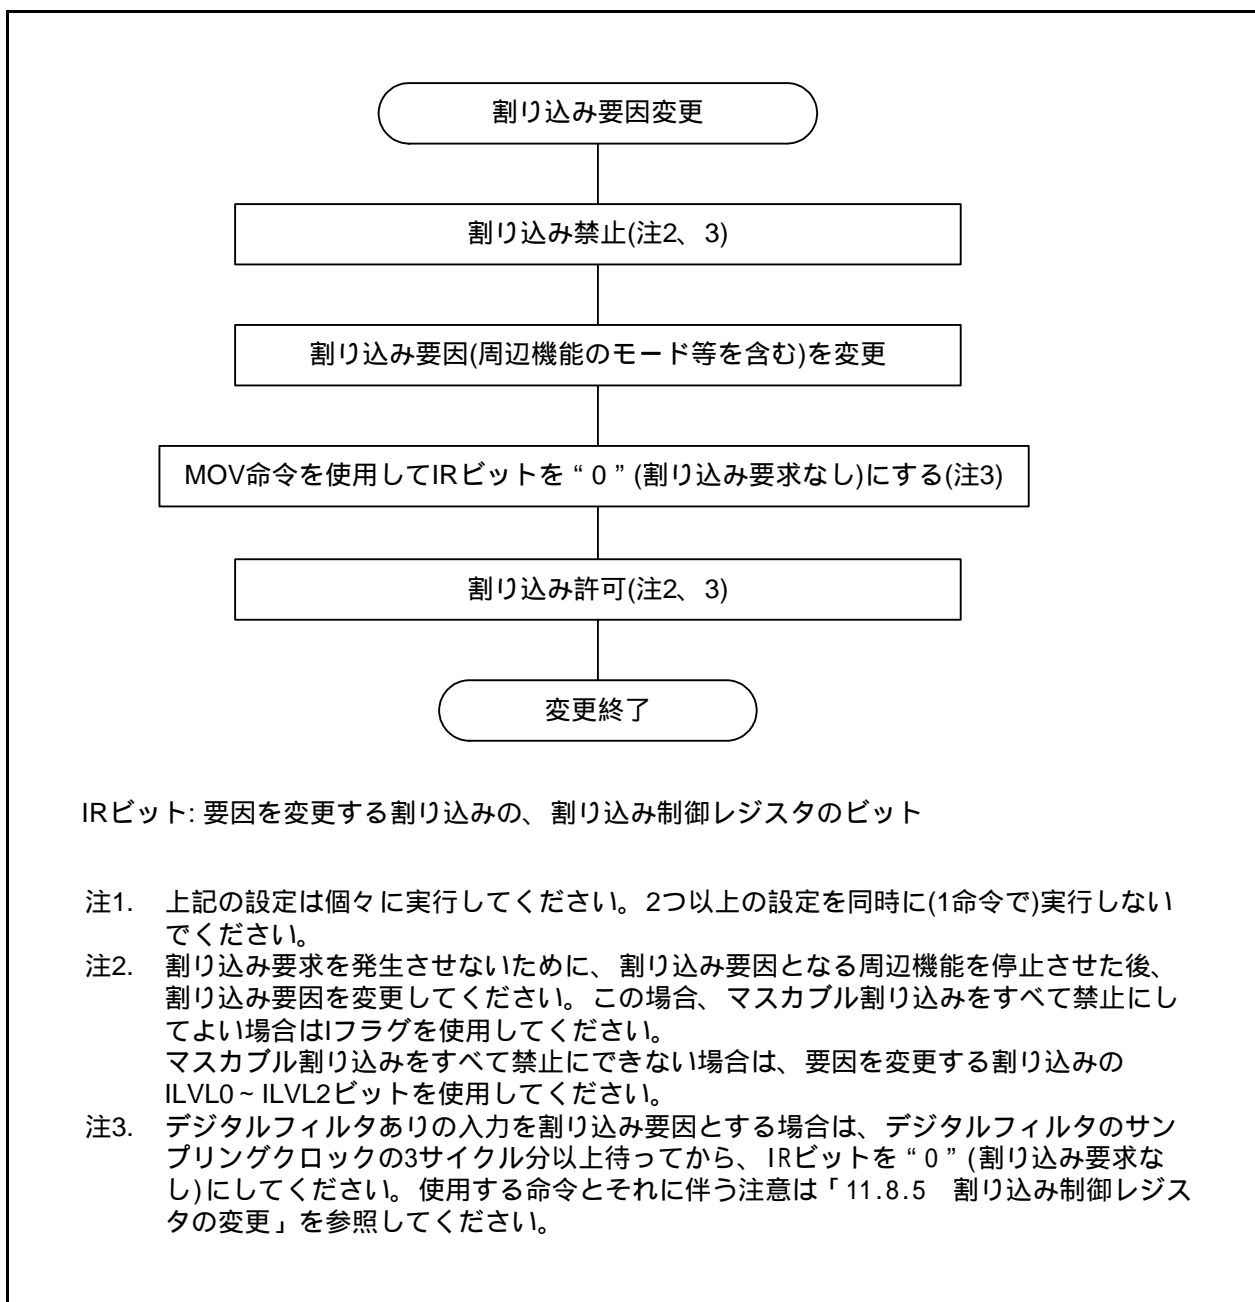 割り込み要因変更
割り込み禁止(注2、3)
割り込み要因(周辺機能のモード等を含む)を変更
MOV命令を使用してIRビットを“0”(割り込み要求なし)にする(注3)
割り込み許可(注2、3)
変更終了
IRビット: 要因を変更する割り込みの、割り込み制御レジスタのビット
注1. 上記の設定は個々に実行してください。2つ以上の設定を同時に(1命令で)実行しない
でください。
注2. 割り込み要求を発生させないために、割り込み要因となる周辺機能を停止させた後、
割り込み要因を変更してください。この場合、マスカブル割り込みをすべて禁止にし
てよい場合はIフラグを使用してください。
マスカブル割り込みをすべて禁止にできない場合は、要因を変更する割り込みの
ILVL0~ILVL2ビットを使用してください。
注3. デジタルフィルタありの入力を割り込み要因とする場合は、デジタルフィルタのサン
プリングクロックの3サイクル分以上待ってから、IRビットを“0”(割り込み要求な
し)にしてください。使用する命令とそれに伴う注意は「11.8.5 割り込み制御レジス
タの変更」を参照してください。